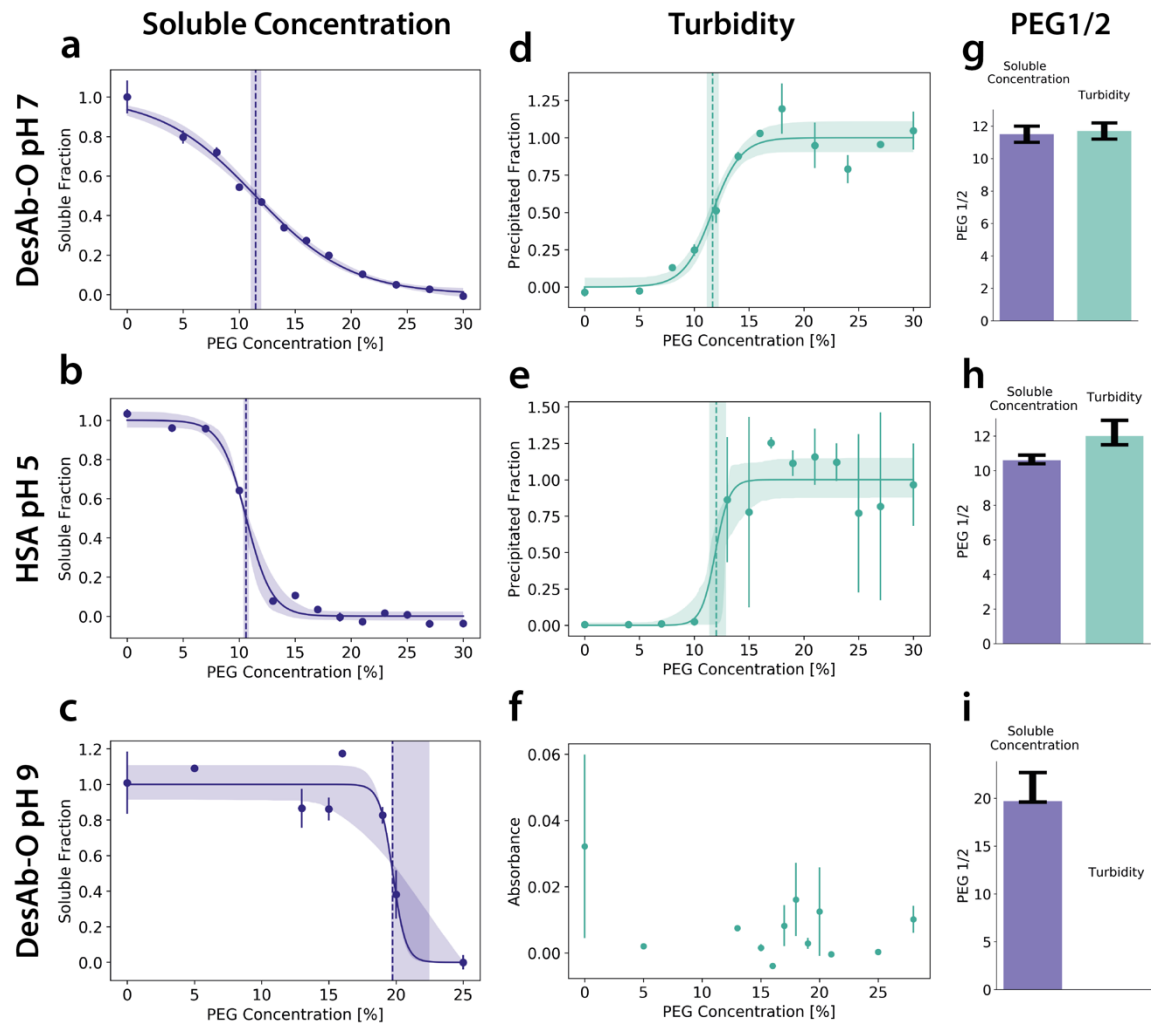 Soluble Concentration
Turbidity
PEG1/2
DesAb-O pH 7
a
Soluble Fraction
1.0
0.8
0.6
0.4
0.2
0.0
0 5 10 15 20 25 30
PEG Concentration [%]
d
Precipitated Fraction
1.25
1.00
0.75
0.50
0.25
0.00
0 5 10 15 20 25 30
PEG Concentration [%]
g
Soluble
Concentration
Turbidity
PEG 1/2
12
10
8
6
4
2
0
HSA pH 5
b
Soluble Fraction
1.0
0.8
0.6
0.4
0.2
0.0
0 5 10 15 20 25 30
PEG Concentration [%]
e
Precipitated Fraction
1.50
1.25
1.00
0.75
0.50
0.25
0.00
0 5 10 15 20 25 30
PEG Concentration [%]
h
Soluble
Concentration
Turbidity
PEG 1/2
12
10
8
6
4
2
0
DesAb-O pH 9
c
Soluble Fraction
1.2
1.0
0.8
0.6
0.4
0.2
0.0
0 5 10 15 20 25
PEG Concentration [%]
f
Absorbance
0.06
0.04
0.02
0.00
0 5 10 15 20 25
PEG Concentration [%]
i
Soluble
Concentration
Turbidity
PEG 1/2
20
15
10
5
0